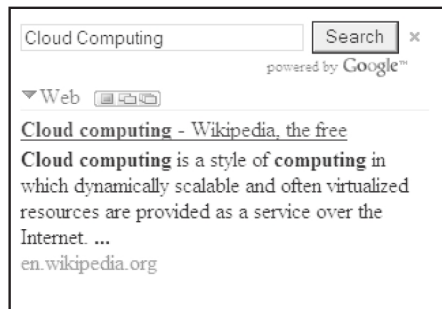 Cloud Computing Search ×
powered by Google™
Web
Cloud computing - Wikipedia, the free
Cloud computing is a style of computing in
which dynamically scalable and often virtualized
resources are provided as a service over the
Internet. ...
en.wikipedia.org